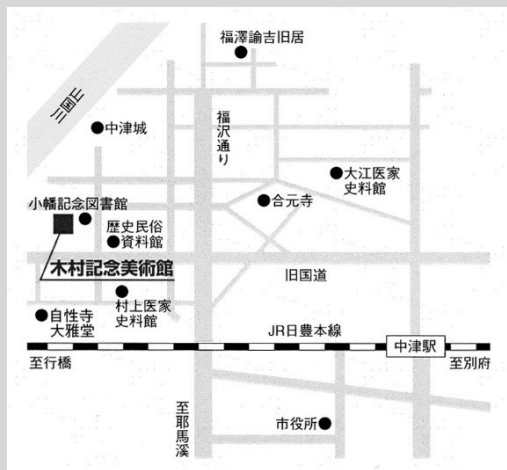 福澤諭吉旧居
三国川
中津城
福沢通り
大江医家
史料館
合元寺
小幡記念図書館
歴史民俗
資料館
木村記念美術館
旧国道
村上医家
史料館
自性寺
大雅堂
JR日豊本線
中津駅
至行橋
至別府
至耶馬溪
市役所